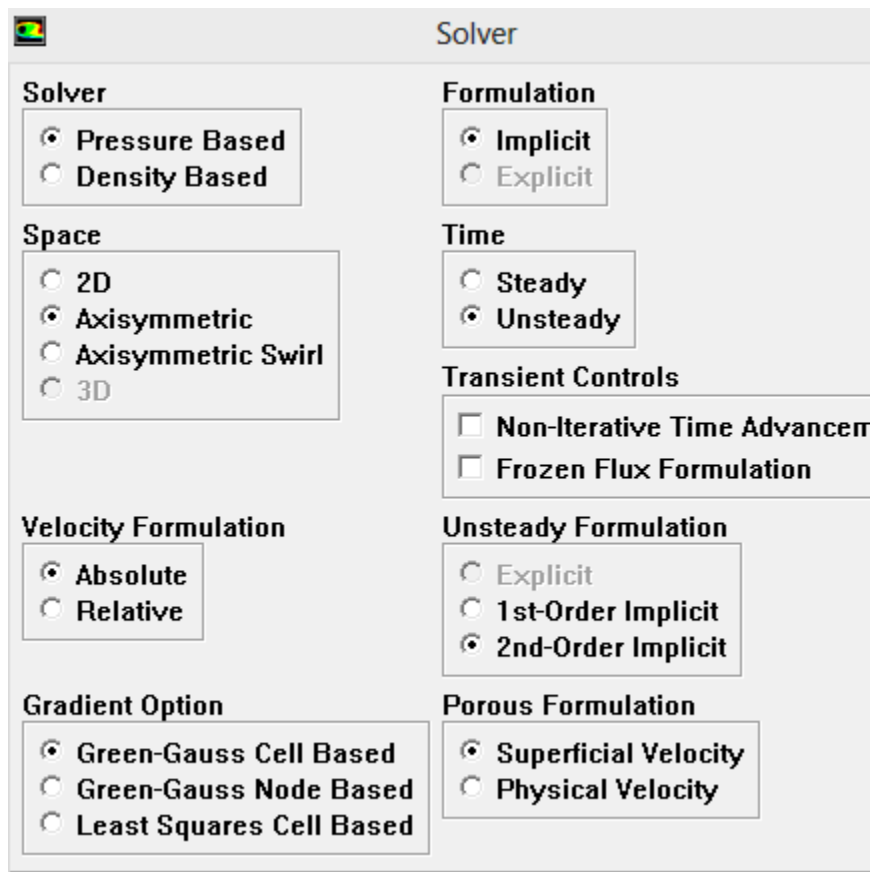 Solver
Solver
Pressure Based
Density Based
Formulation
Implicit
Explicit
Space
2D
Axisymmetric
Axisymmetric Swirl
3D
Time
Steady
Unsteady
Transient Controls
Non-Iterative Time Advancem
Frozen Flux Formulation
Velocity Formulation
Absolute
Relative
Unsteady Formulation
Explicit
1st-Order Implicit
2nd-Order Implicit
Gradient Option
Green-Gauss Cell Based
Green-Gauss Node Based
Least Squares Cell Based
Porous Formulation
Superficial Velocity
Physical Velocity